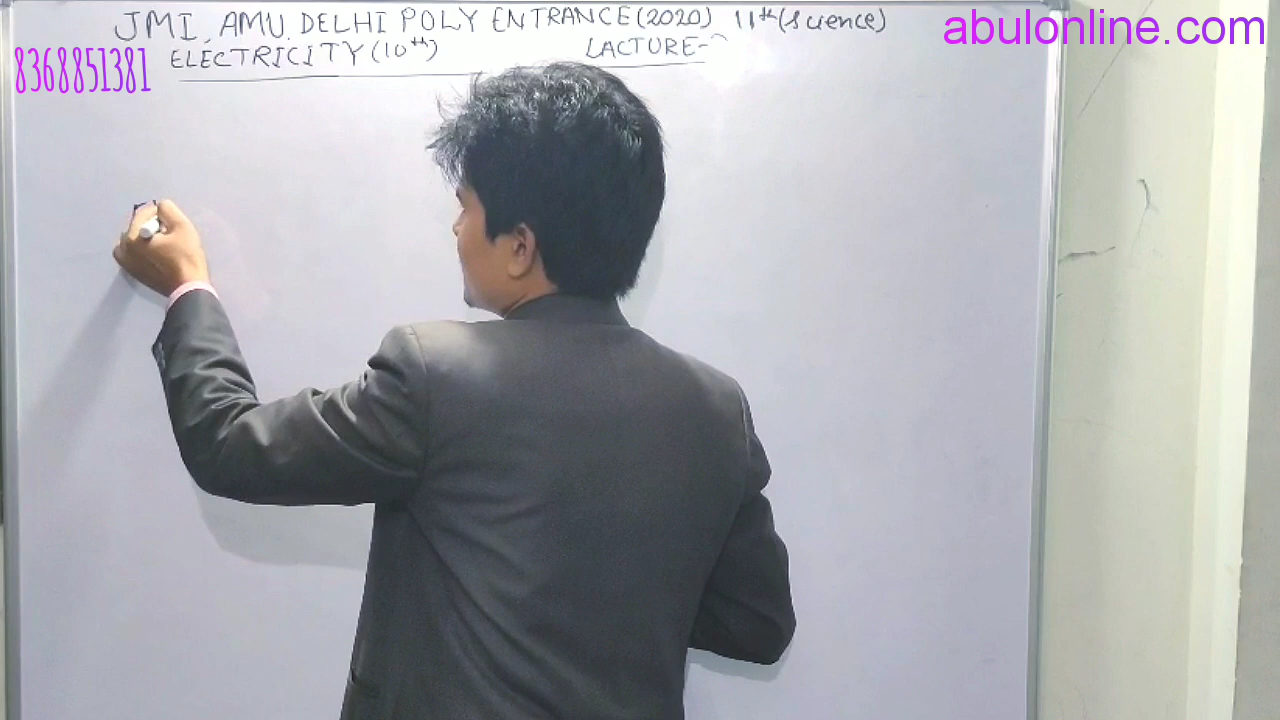 JMI, AMU, DELHI POLY ENTRANCE(2020) 11th(science)
abulonline.com
ELECTRICITY(10th) LACTURE-
8368851381